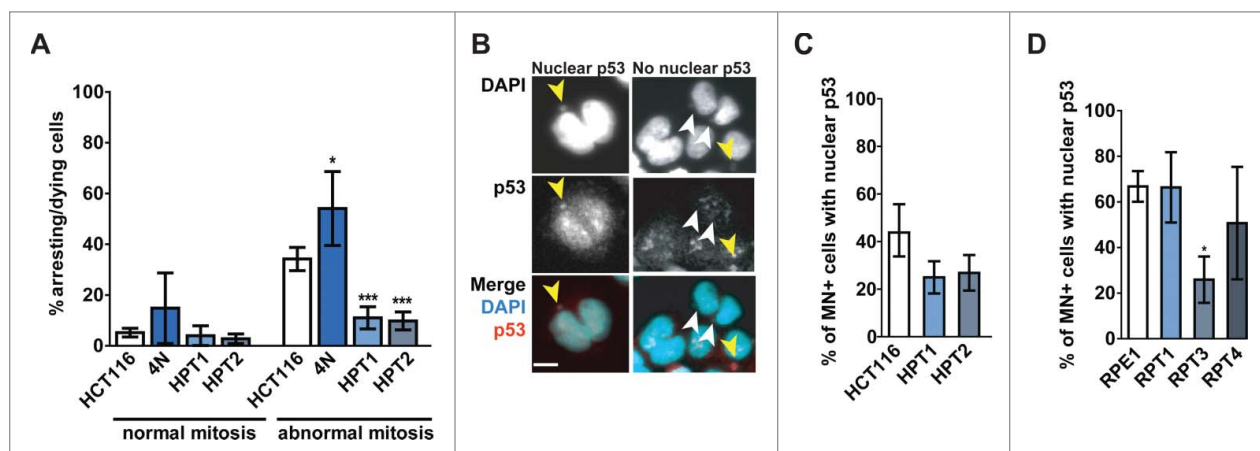 A
% arresting/dying cells
100
80
60
40
20
0
*
***
***
HCT116
4N
HPT1
HPT2
HCT116
4N
HPT1
HPT2
normal mitosis
abnormal mitosis
B
Nuclear p53
No nuclear p53
DAPI
p53
Merge
DAPI
p53
C
% of MN+ cells with nuclear p53
100
80
60
40
20
0
HCT116
HPT1
HPT2
D
% of MN+ cells with nuclear p53
100
80
60
40
20
0
*
RPE1
RPT1
RPT3
RPT4